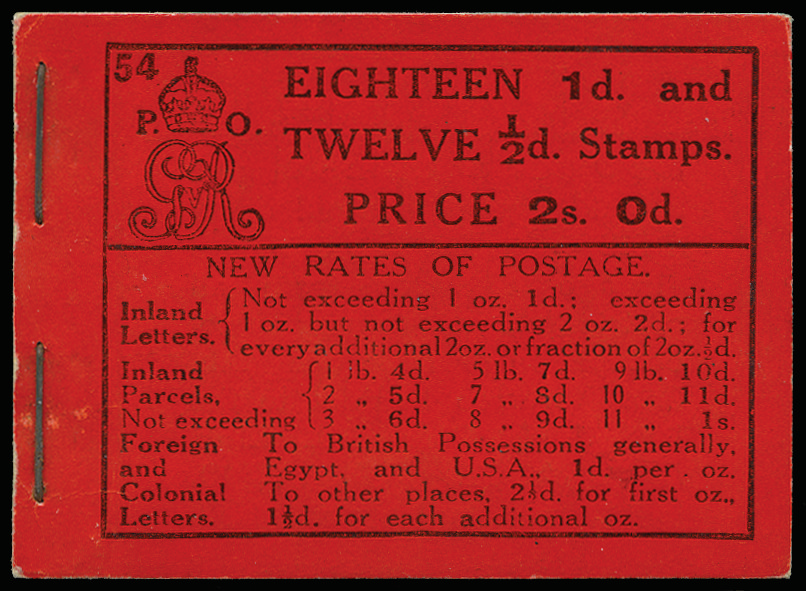 54
P. O.
GRV
EIGHTEEN 1d. and
TWELVE ½d. Stamps.
PRICE 2s. 0d.
NEW RATES OF POSTAGE.
Inland Letters. { Not exceeding 1 oz. 1d.; exceeding
1 oz. but not exceeding 2 oz. 2d.; for
every additional 2oz. or fraction of 2oz. ½d.
Inland { 1 lb. 4d. 5 lb. 7d. 9 lb. 10d.
Parcels, 2 „ 5d. 7 „ 8d. 10 „ 11d.
Not exceeding 3 „ 6d. 8 „ 9d. 11 „ 1s.
Foreign To British Possessions generally,
and Egypt, and U.S.A., 1d. per oz.
Colonial To other places, 2½d. for first oz.,
Letters. 1½d. for each additional oz.